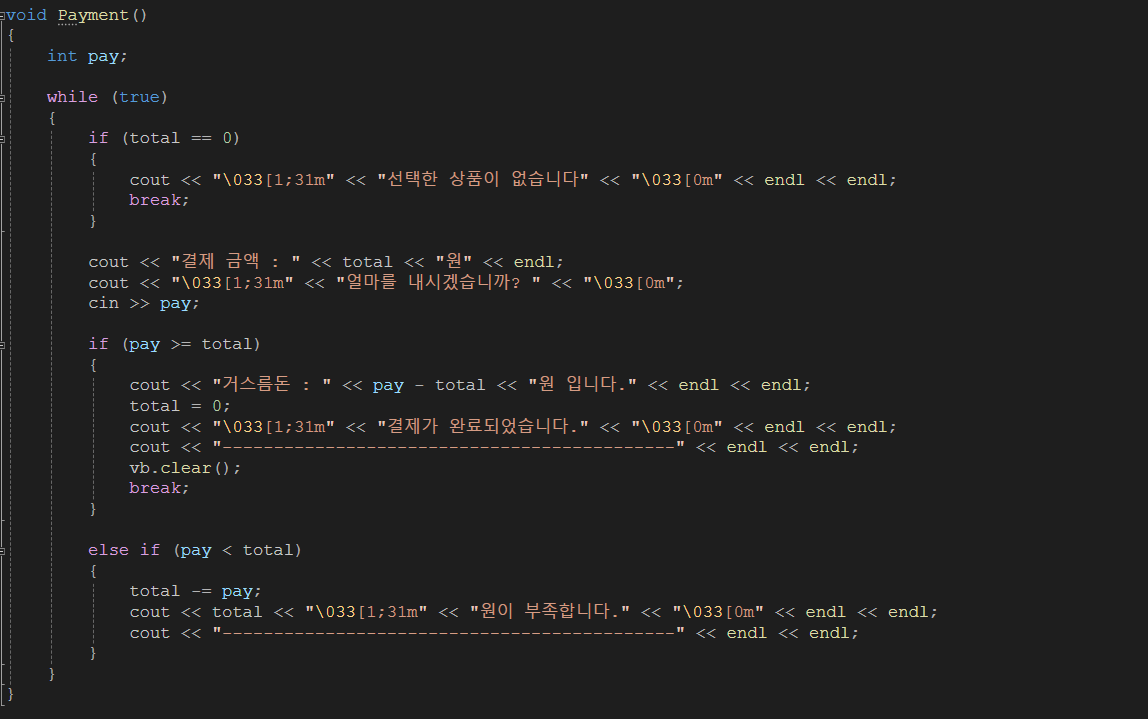 void Payment()
{
    int pay;

    while (true)
    {
        if (total == 0)
        {
            cout << "\033[1;31m" << "선택한 상품이 없습니다" << "\033[0m" << endl << endl;
            break;
        }

        cout << "결제 금액 : " << total << "원" << endl;
        cout << "\033[1;31m" << "얼마를 내시겠습니까? " << "\033[0m";
        cin >> pay;

        if (pay >= total)
        {
            cout << "거스름돈 : " << pay - total << "원 입니다." << endl << endl;
            total = 0;
            cout << "\033[1;31m" << "결제가 완료되었습니다." << "\033[0m" << endl << endl;
            cout << "--------------------------------------------" << endl << endl;
            vb.clear();
            break;
        }

        else if (pay < total)
        {
            total -= pay;
            cout << total << "\033[1;31m" << "원이 부족합니다." << "\033[0m" << endl << endl;
            cout << "--------------------------------------------" << endl << endl;
        }
    }
}